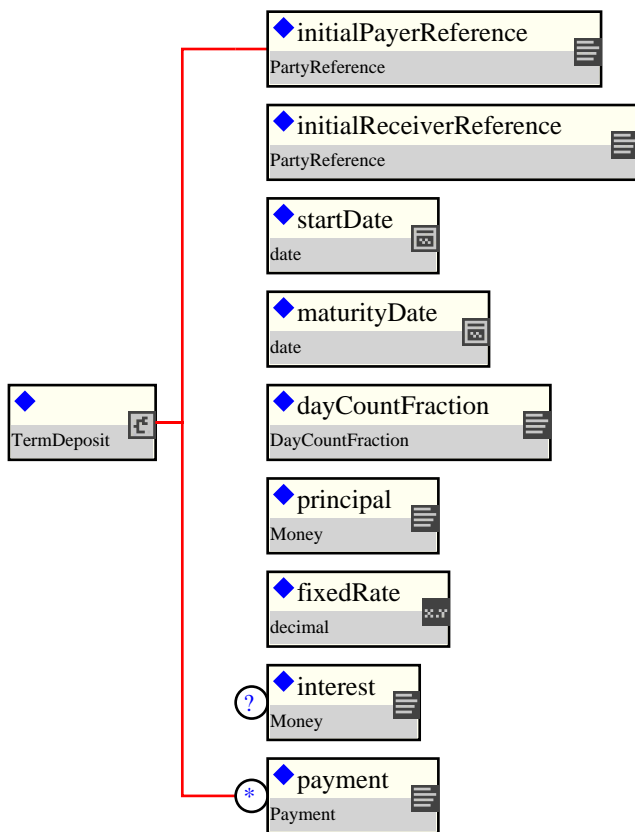 initialPayerReference
PartyReference
initialReceiverReference
PartyReference
startDate
date
maturityDate
date
TermDeposit
dayCountFraction
DayCountFraction
principal
Money
fixedRate
x.y
decimal
?
interest
Money
*
payment
Payment